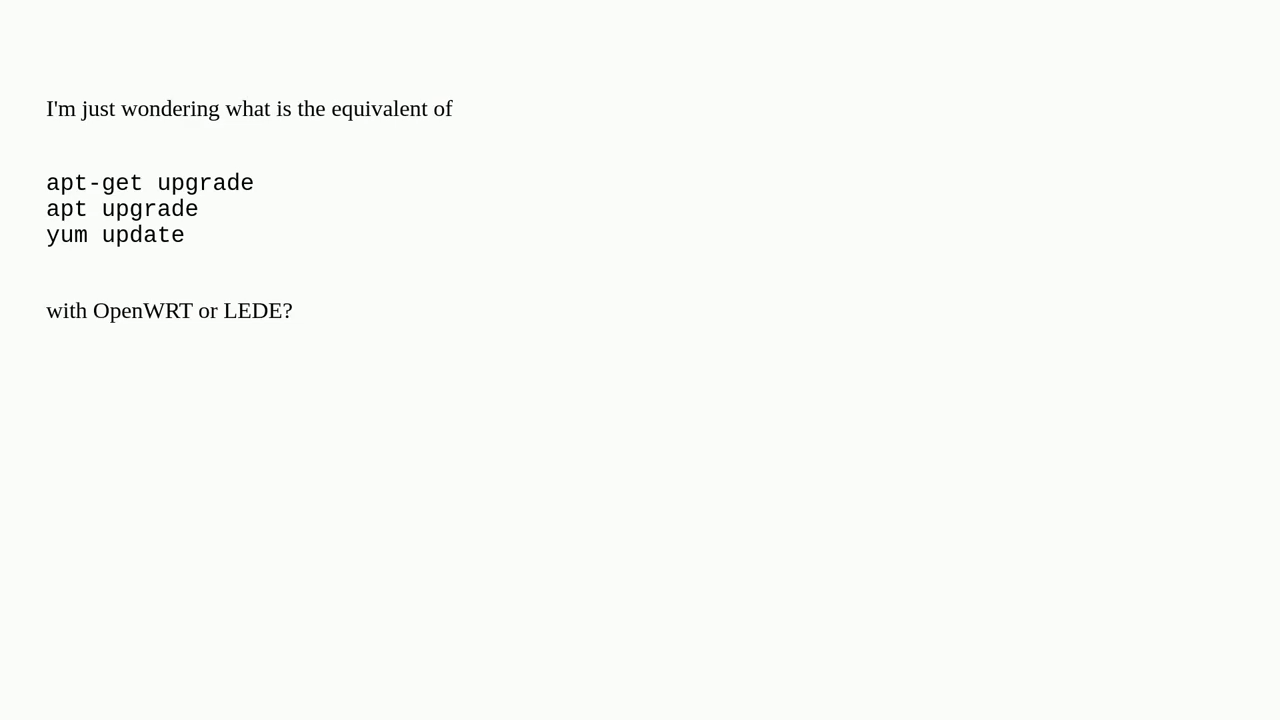 I'm just wondering what is the equivalent of
apt-get upgrade
apt upgrade
yum update
with OpenWRT or LEDE?